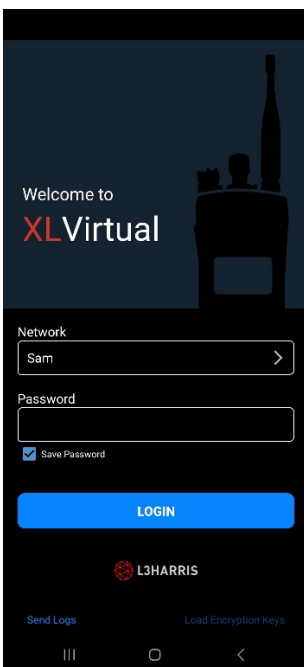 Welcome to
XLVirtual
Network
Sam
Password
Save Password
LOGIN
L3HARRIS
Send Logs
Load Encryption Keys